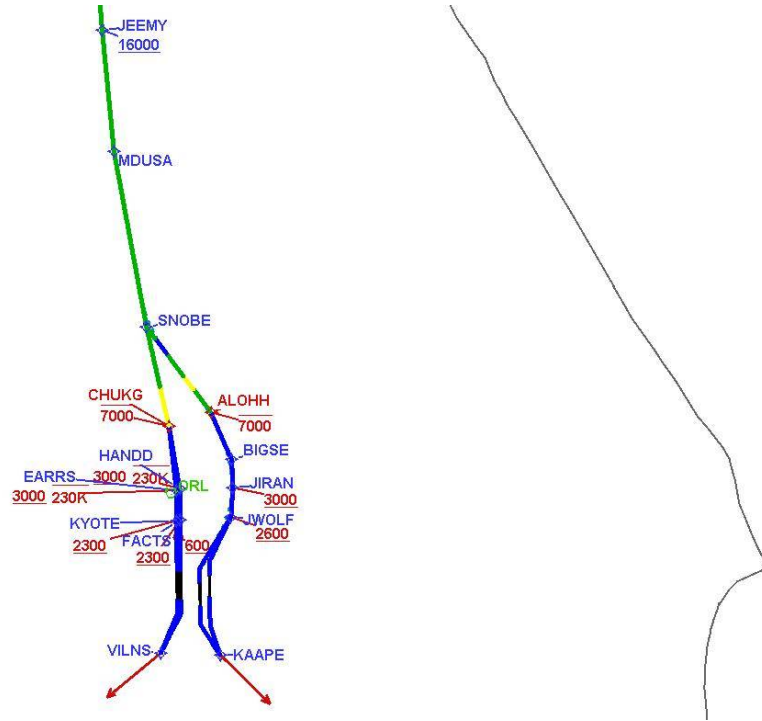 JEEMY
16000
MDUSA
SNOBE
CHUKG
7000
ALOHH
7000
HANDD
BIGSE
3000 230K
EARRS
ORL
JIRAN
3000 230K
3000
KYOTE
JWOLF
FACTS
600
2600
2300
2300
VILNS
KAAPE